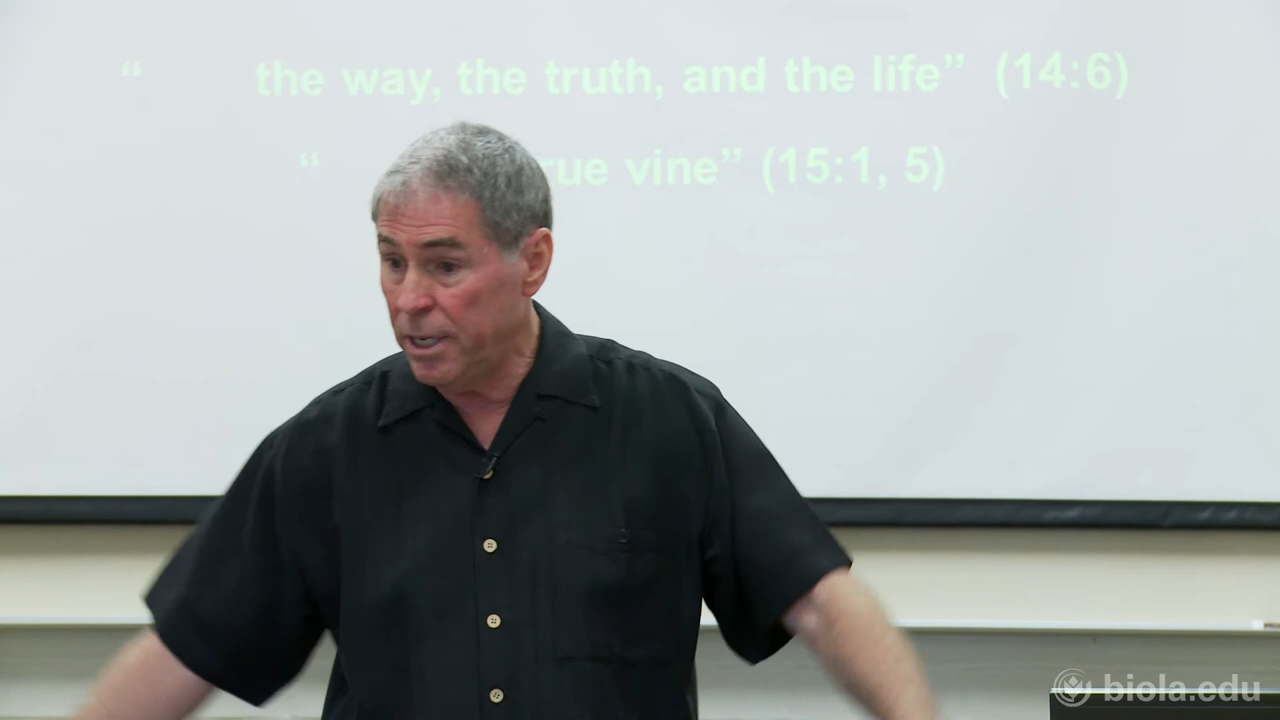 “ the way, the truth, and the life” (14:6)
“ rue vine” (15:1, 5)
biola.edu